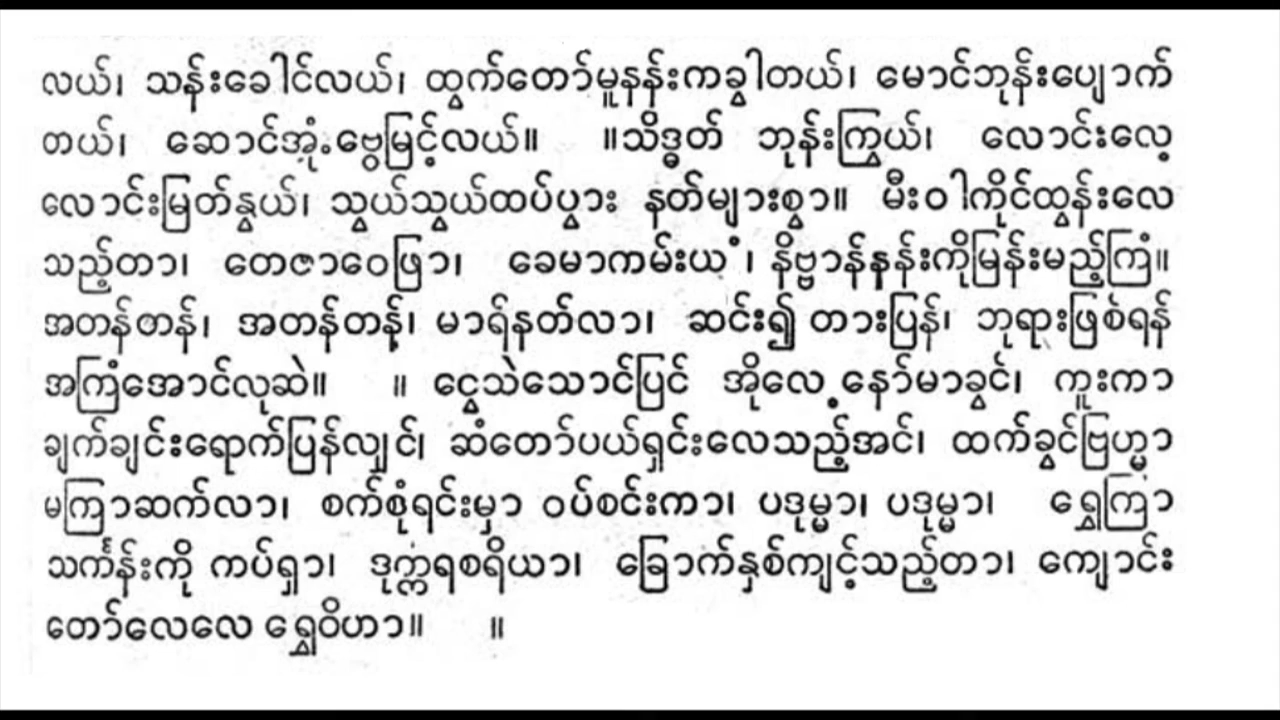 လယ်၊ သန်းခေါင်လယ်၊ ထွက်တော်မူနန်းကခွါတယ်၊ မောင်ဘုန်းပျောက်
တယ်၊ ဆောင်အုံ့ဗွေမြင့်လယ်။ ။သိဒ္ဓတ် ဘုန်းကြွယ်၊ လောင်းလေ့
လောင်းမြတ်နွယ်၊ သွယ်သွယ်ထပ်ပွား နတ်များစွာ။ မီးဝါကိုင်ထွန်းလေ
သည့်တာ၊ တေဇာဝေဖြာ၊ ခေမာကမ်းယံ၊ နိဗ္ဗာန်နန်းကိုမြန်းမည့်ကြံ။
အတန်တန်၊ အတန်တန့်၊ မာရ်နတ်လာ၊ ဆင်း၍ တားပြန်၊ ဘုရားဖြစ်ရန်
အကြံအောင်လုဆဲ။ ။ ငွေသဲသောင်ပြင် အိုလေ့နော်မာခွင်၊ ကူးကာ
ချက်ချင်းရောက်ပြန်လျှင်၊ ဆံတော်ပယ်ရှင်းလေသည့်အင်၊ ထက်ခွင်ဗြဟ္မာ
မကြာဆက်လာ၊ စက်စုံရင်းမှာ ဝပ်စင်းကာ၊ ပဒုမ္မာ၊ ပဒုမ္မာ၊ ရွှေကြာ
သင်္ကန်းကို ကပ်ရှာ၊ ဒုက္ကရစရိယာ၊ ခြောက်နှစ်ကျင့်သည့်တာ၊ ကျောင်း
တော်လေလေ ရွှေဝိဟာ။ ။